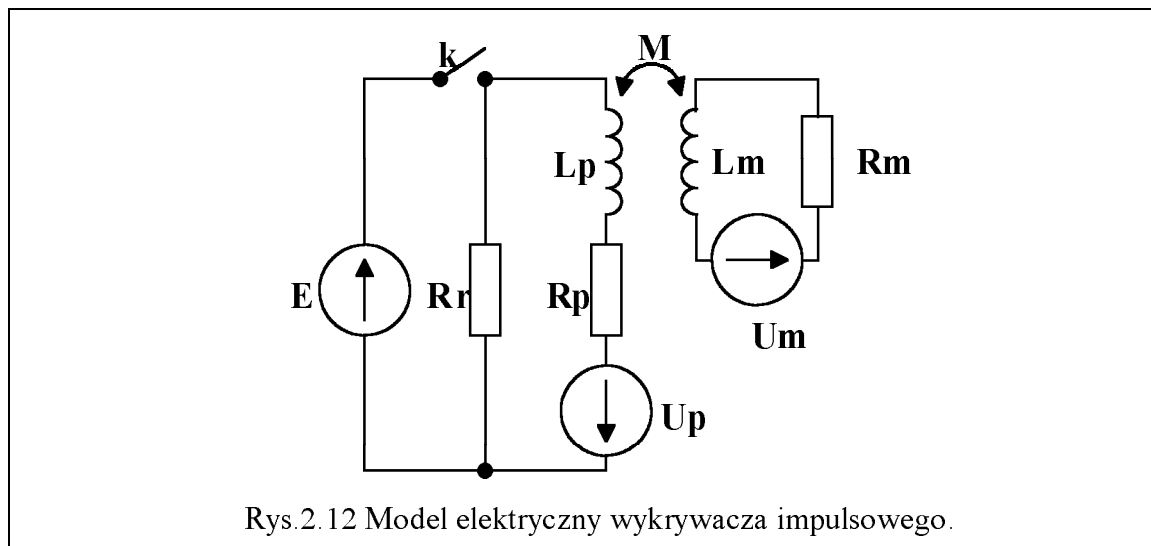 k
M
Lp
Lm
Rm
E
Rr
Rp
Um
Up
Rys.2.12 Model elektryczny wykrywacza impulsowego.